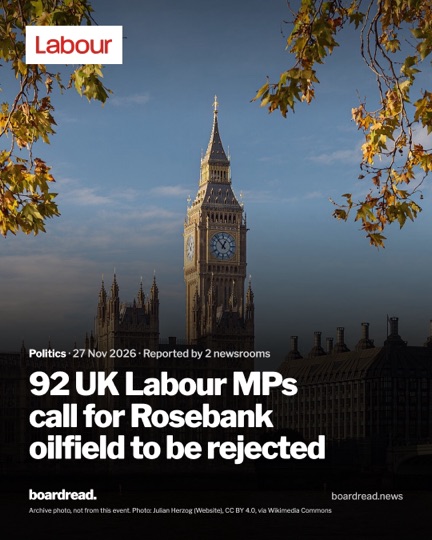 Labour
Politics · 27 Nov 2026 · Reported by 2 newsrooms
92 UK Labour MPs
call for Rosebank
oilfield to be rejected
boardread.
boardread.news
Archive photo, not from this event. Photo: Julian Herzog (Website), CC BY 4.0, via Wikimedia Commons